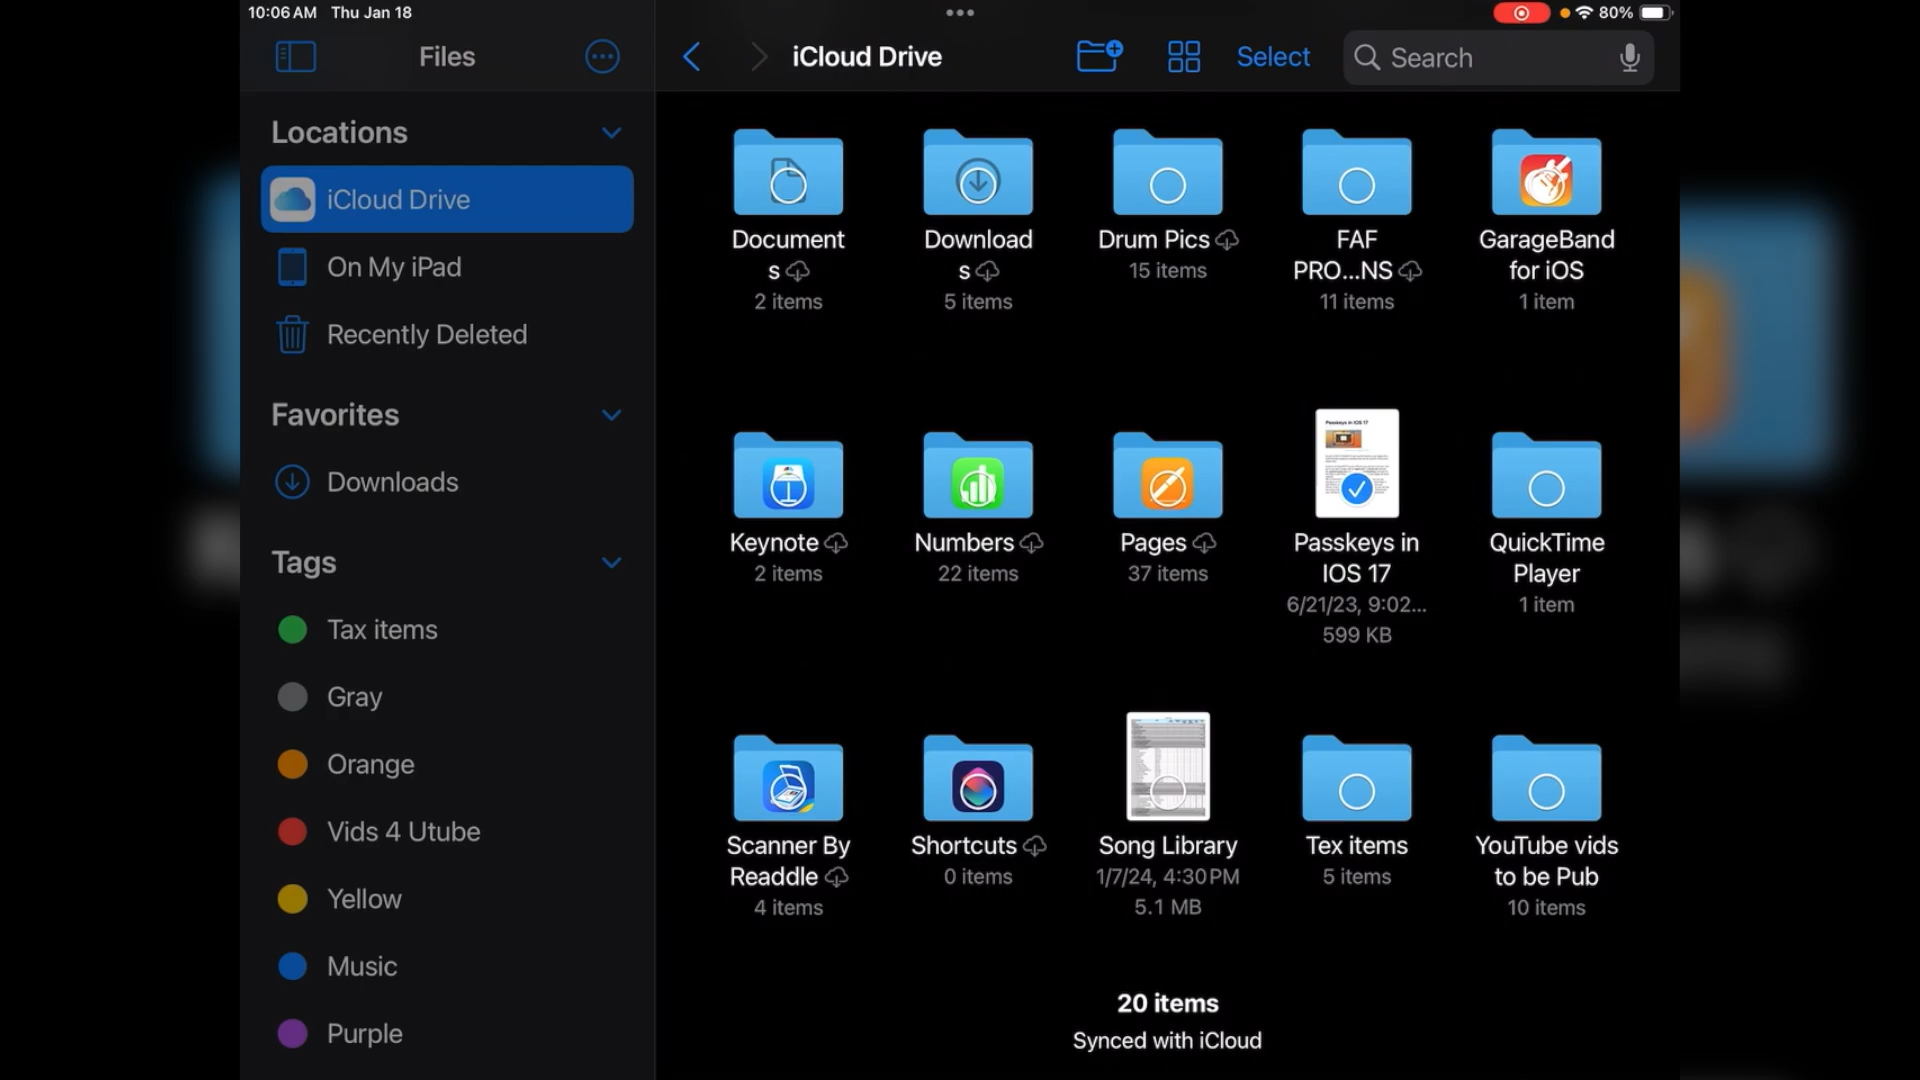 10:06 AM Thu Jan 18
80%
Files
iCloud Drive
Select
Search
Locations
iCloud Drive
On My iPad
Recently Deleted
Favorites
Downloads
Tags
Tax items
Gray
Orange
Vids 4 Utube
Yellow
Music
Purple
Document
s
2 items
Download
s
5 items
Drum Pics
15 items
FAF
PRO...NS
11 items
GarageBand
for iOS
1 item
Keynote
2 items
Numbers
22 items
Pages
37 items
Passkeys in IOS 17
Passkeys in
IOS 17
6/21/23, 9:02...
599 KB
QuickTime
Player
1 item
Scanner By
Readdle
4 items
Shortcuts
0 items
Song Library
1/7/24, 4:30 PM
5.1 MB
Tex items
5 items
YouTube vids
to be Pub
10 items
20 items
Synced with iCloud